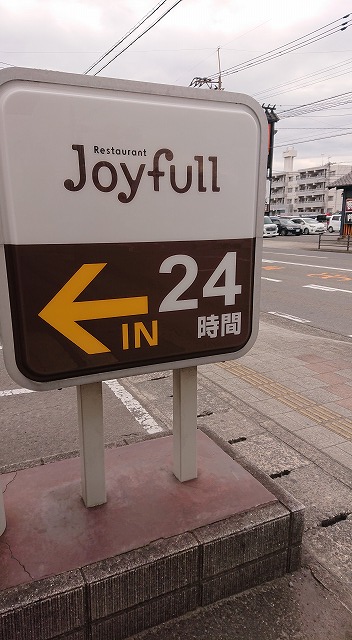 Restaurant
Joyfull
24
IN 時間